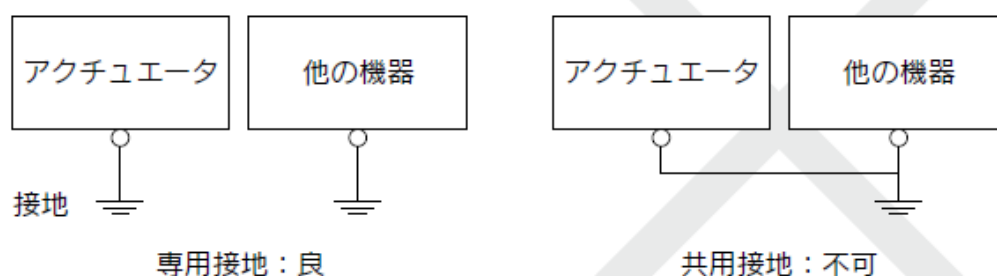 アクチュエータ
他の機器
アクチュエータ
他の機器
接地
専用接地：良
共用接地：不可